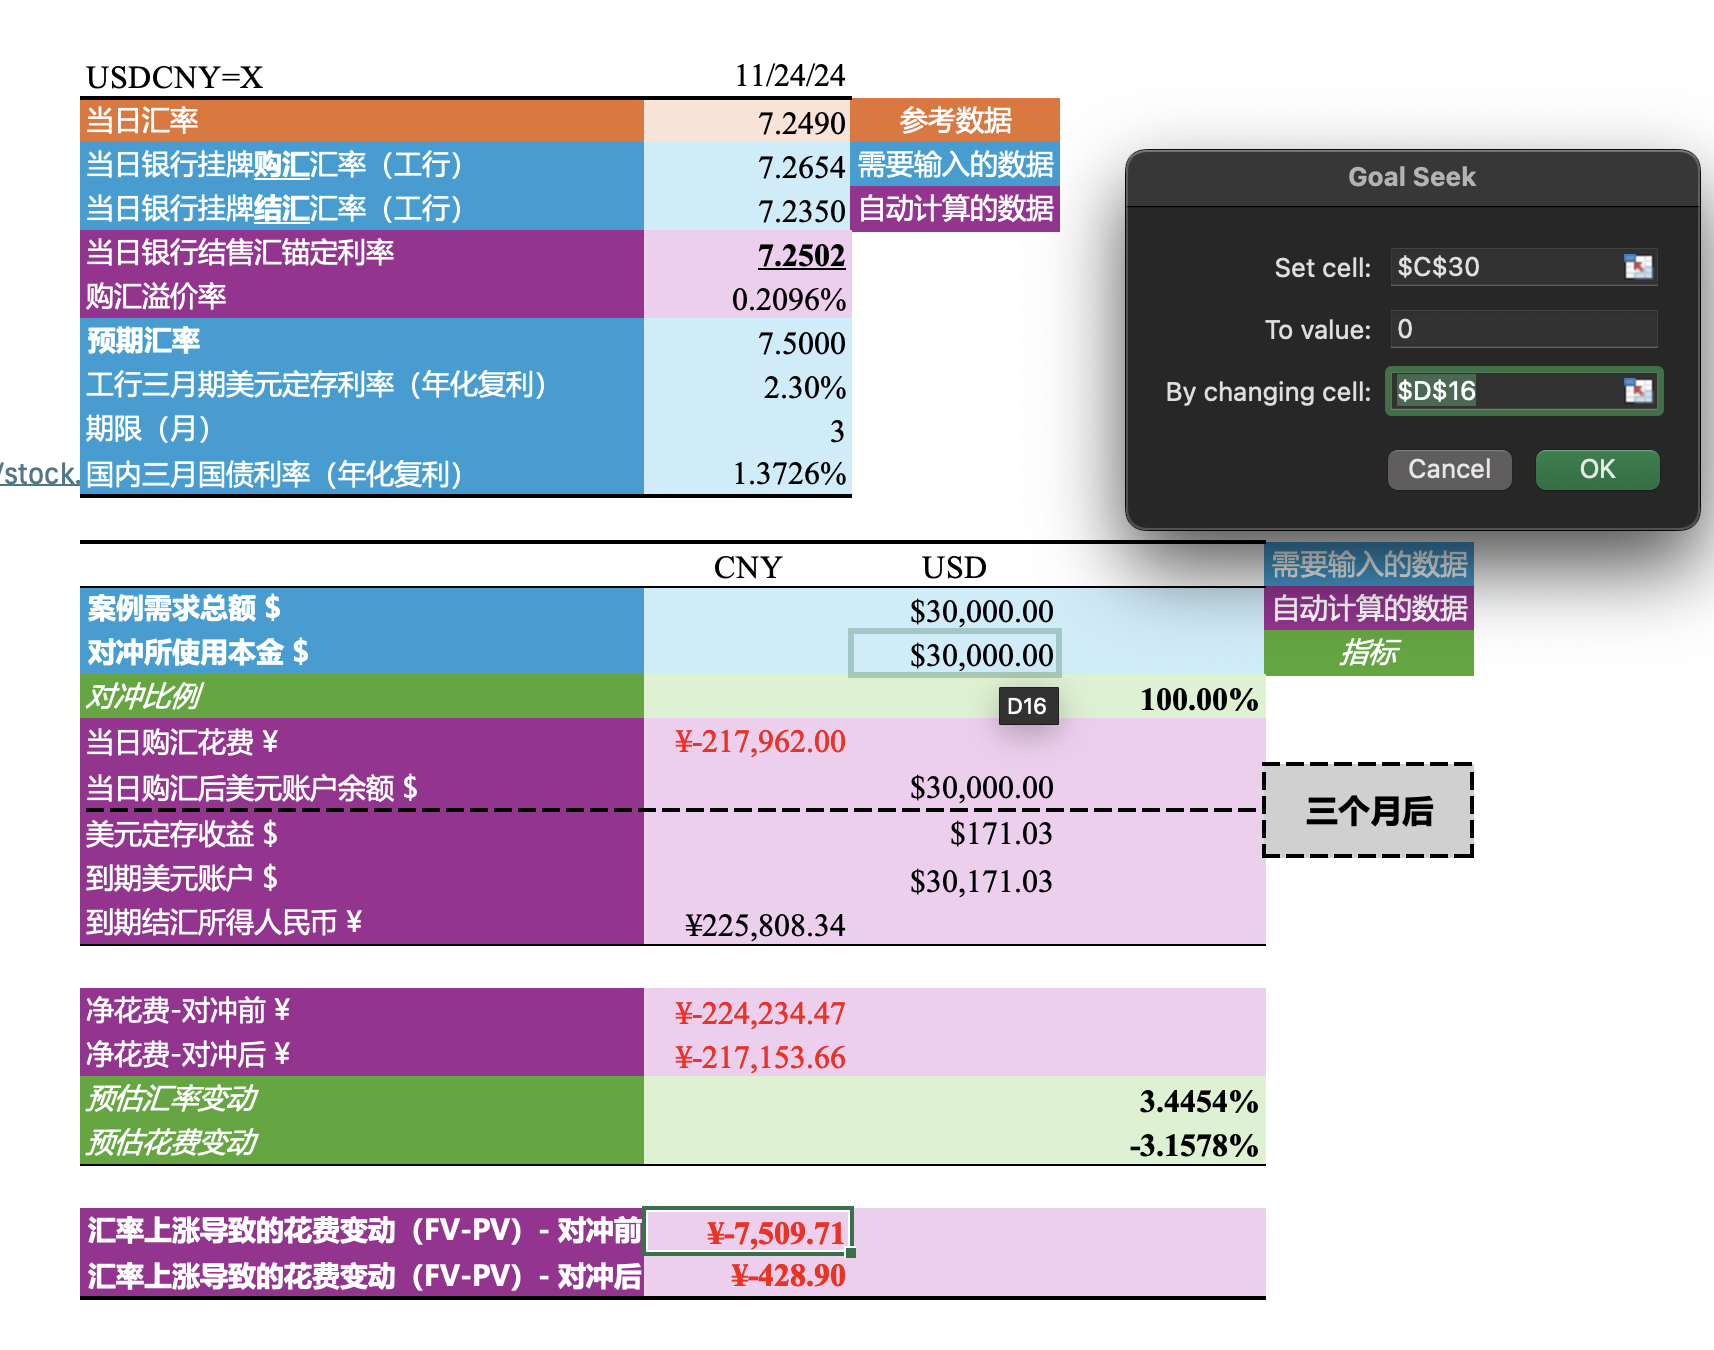 USDCNY=X 11/24/24
当日汇率 7.2490 参考数据
当日银行挂牌购汇汇率（工行） 7.2654 需要输入的数据
当日银行挂牌结汇汇率（工行） 7.2350 自动计算的数据
当日银行结售汇锚定利率 7.2502
购汇溢价率 0.2096%
预期汇率 7.5000
工行三月期美元定存利率（年化复利） 2.30%
期限（月） 3
/stock. 国内三月国债利率（年化复利） 1.3726%
Goal Seek
Set cell: $C$30
To value: 0
By changing cell: $D$16
Cancel OK
CNY USD 需要输入的数据
案例需求总额 $ $30,000.00 自动计算的数据
对冲所使用本金 $ $30,000.00 指标
对冲比例 100.00%
D16
当日购汇花费 ¥ ¥-217,962.00
当日购汇后美元账户余额 $ $30,000.00
三个月后
美元定存收益 $ $171.03
到期美元账户 $ $30,171.03
到期结汇所得人民币 ¥ ¥225,808.34
净花费-对冲前 ¥ ¥-224,234.47
净花费-对冲后 ¥ ¥-217,153.66
预估汇率变动 3.4454%
预估花费变动 -3.1578%
汇率上涨导致的花费变动（FV-PV）- 对冲前 ¥-7,509.71
汇率上涨导致的花费变动（FV-PV）- 对冲后 ¥-428.90